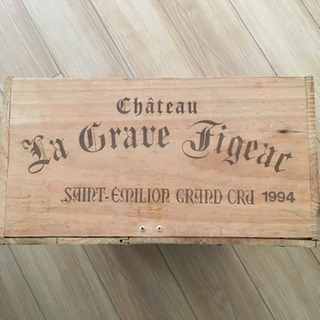 Château
La Grave Figeac
SAINT-EMILION GRAND CRU 1994